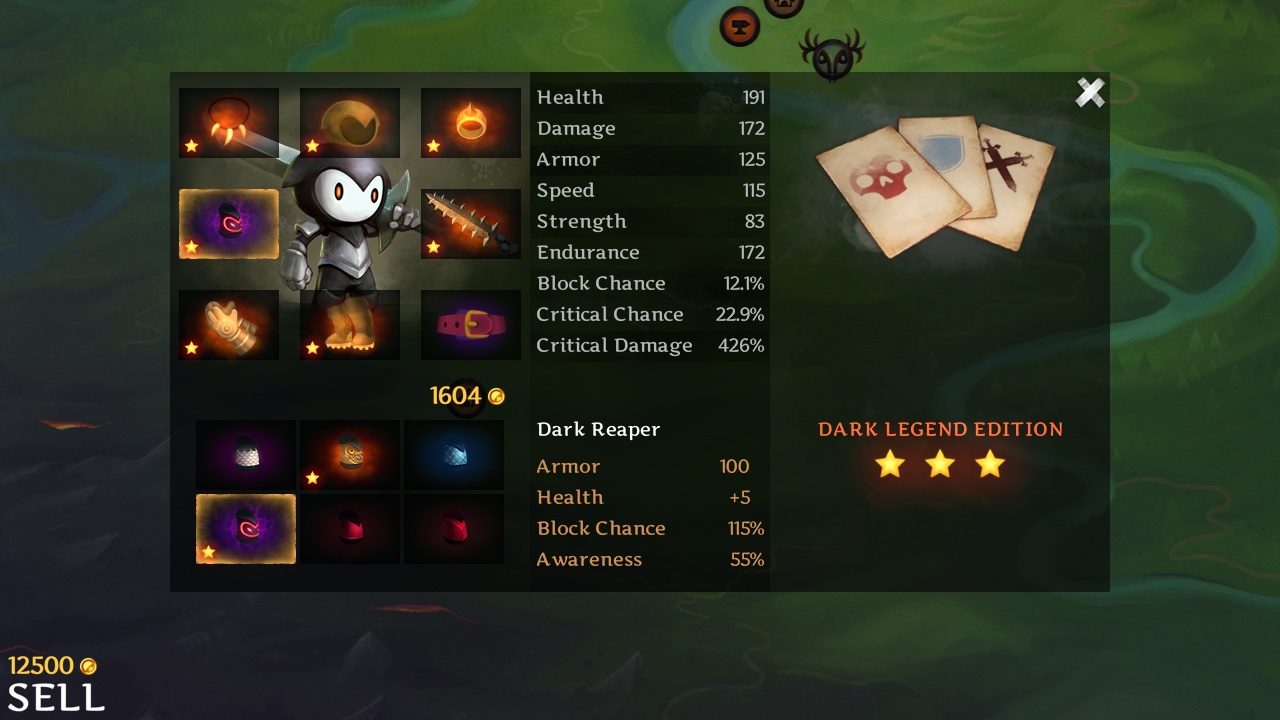 Health 191
Damage 172
Armor 125
Speed 115
Strength 83
Endurance 172
Block Chance 12.1%
Critical Chance 22.9%
Critical Damage 426%
1604
Dark Reaper
Armor 100
Health +5
Block Chance 115%
Awareness 55%
DARK LEGEND EDITION
12500
SELL